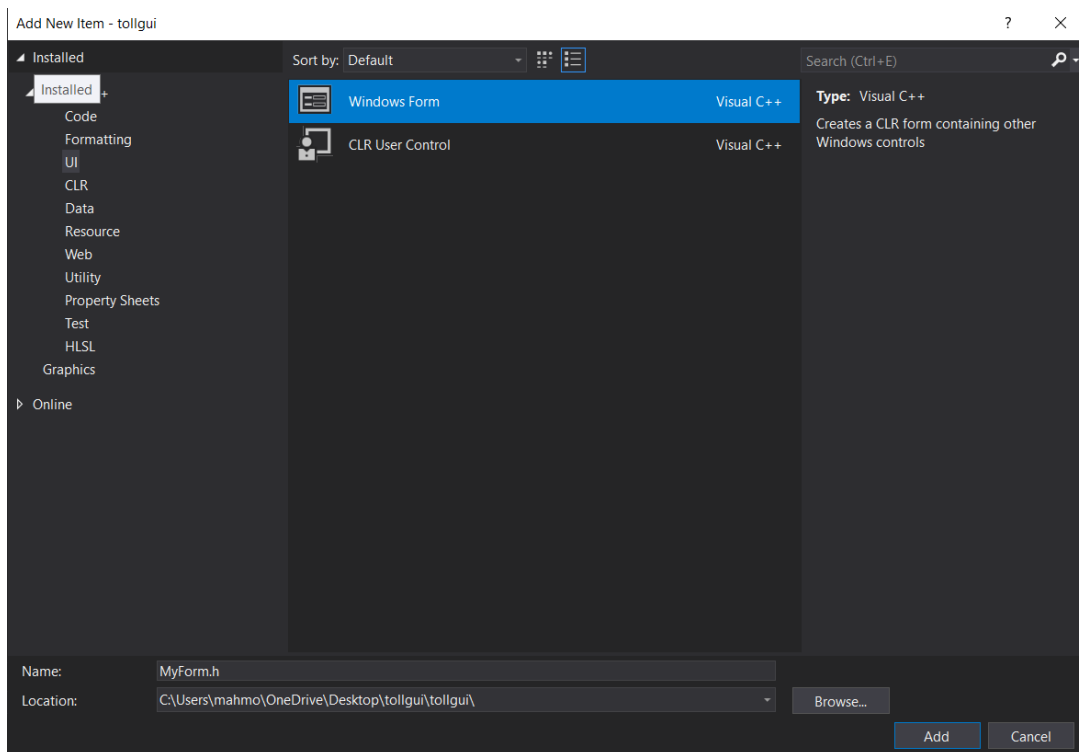 Add New Item - tollgui
?
Installed
Installed
+
Code
Formatting
UI
CLR
Data
Resource
Web
Utility
Property Sheets
Test
HLSL
Graphics
Online
Sort by: Default
Windows Form Visual C++
CLR User Control Visual C++
Search (Ctrl+E)
Type: Visual C++
Creates a CLR form containing other
Windows controls
Name: MyForm.h
Location: C:\Users\mahmo\OneDrive\Desktop\tollgui\tollgui\
Browse...
Add Cancel